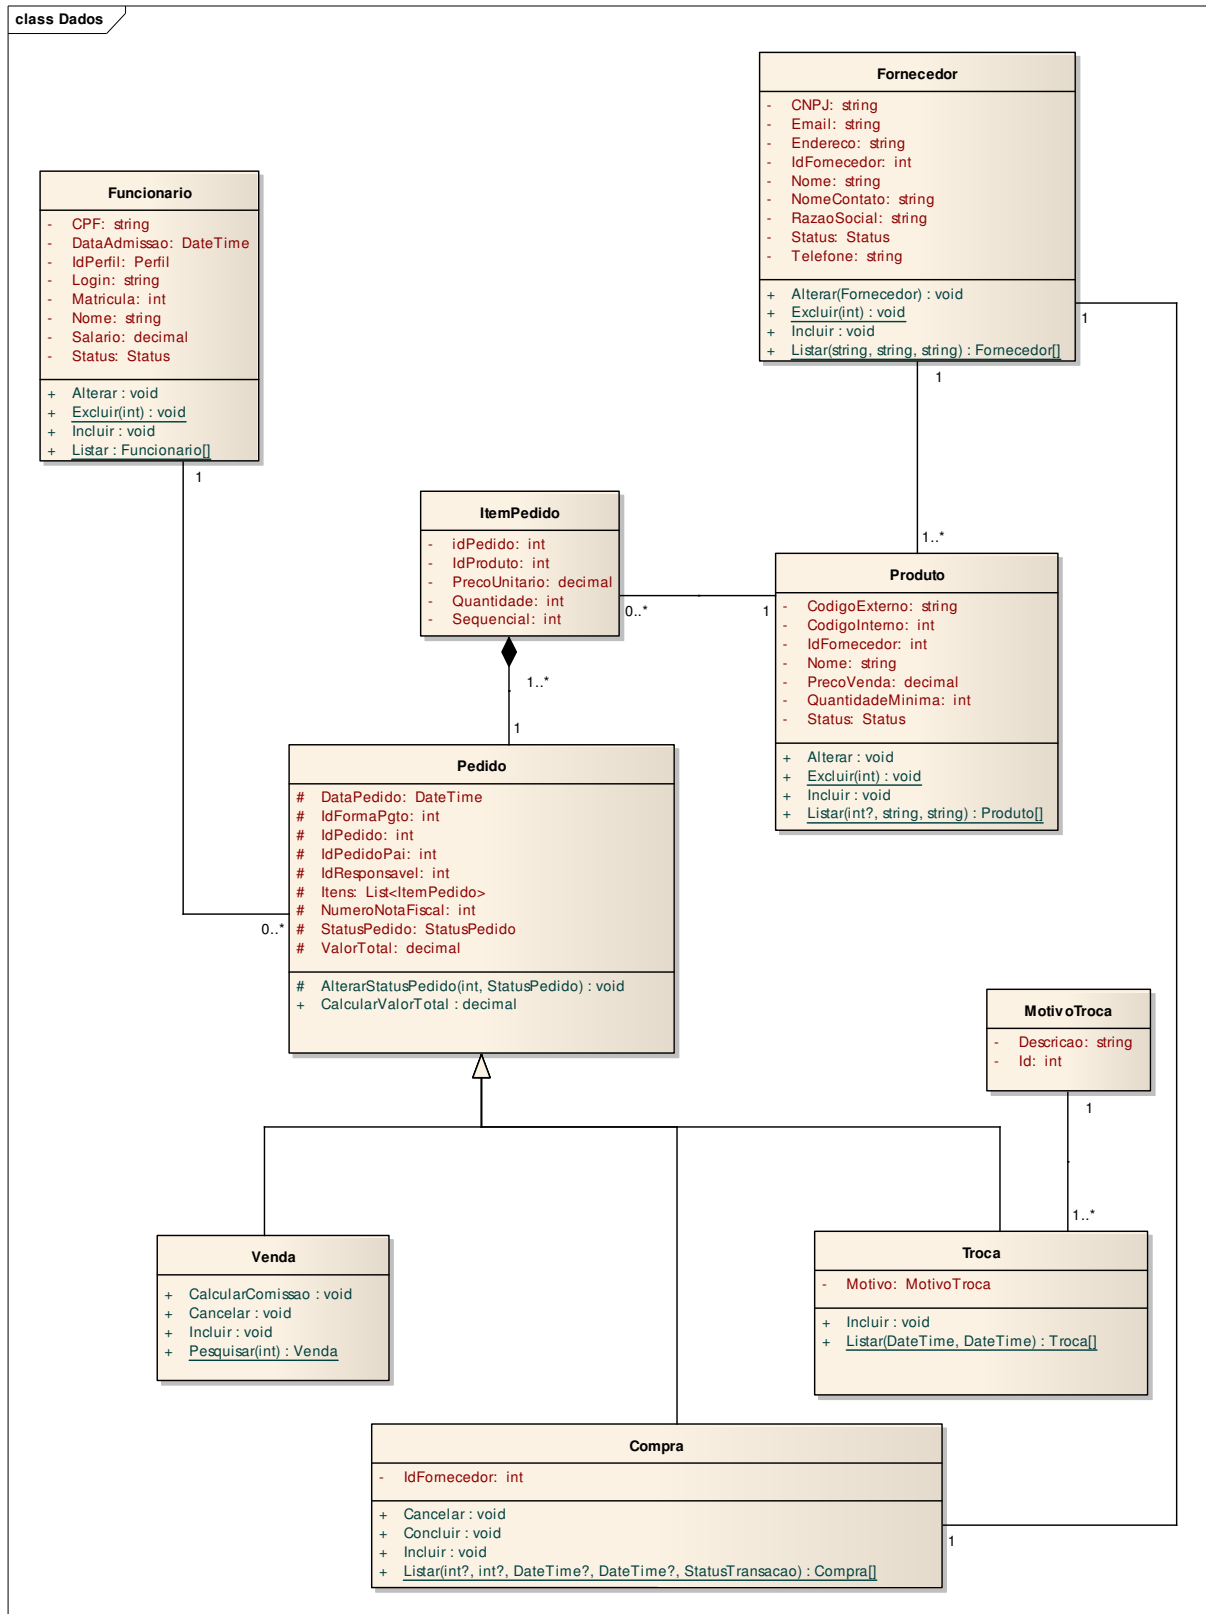 class Dados
Fornecedor
- CNPJ: string
- Email: string
- Endereco: string
- IdFornecedor: int
- Nome: string
- NomeContato: string
- RazaoSocial: string
- Status: Status
- Telefone: string
+ Alterar(Fornecedor) : void
+ Excluir(int) : void
+ Incluir : void
+ Listar(string, string, string) : Fornecedor[]
1
1
Funcionario
- CPF: string
- DataAdmissao: DateTime
- IdPerfil: Perfil
- Login: string
- Matricula: int
- Nome: string
- Salario: decimal
- Status: Status
+ Alterar : void
+ Excluir(int) : void
+ Incluir : void
+ Listar : Funcionario[]
1
ItemPedido
- idPedido: int
- IdProduto: int
- PrecoUnitario: decimal
- Quantidade: int
- Sequencial: int
0..*
1
1..*
1..*
1
Produto
- CodigoExterno: string
- CodigoInterno: int
- IdFornecedor: int
- Nome: string
- PrecoVenda: decimal
- QuantidadeMinima: int
- Status: Status
+ Alterar : void
+ Excluir(int) : void
+ Incluir : void
+ Listar(int?, string, string) : Produto[]
Pedido
# DataPedido: DateTime
# IdFormaPgto: int
# IdPedido: int
# IdPedidoPai: int
# IdResponsavel: int
# Itens: List<ItemPedido>
# NumeroNotaFiscal: int
# StatusPedido: StatusPedido
# ValorTotal: decimal
# AlterarStatusPedido(int, StatusPedido) : void
+ CalcularValorTotal : decimal
0..*
MotivoTroca
- Descricao: string
- Id: int
1
1..*
Venda
+ CalcularComissao : void
+ Cancelar : void
+ Incluir : void
+ Pesquisar(int) : Venda
Troca
- Motivo: MotivoTroca
+ Incluir : void
+ Listar(DateTime, DateTime) : Troca[]
Compra
- IdFornecedor: int
+ Cancelar : void
+ Concluir : void
+ Incluir : void
+ Listar(int?, int?, DateTime?, DateTime?, StatusTransacao) : Compra[]
1